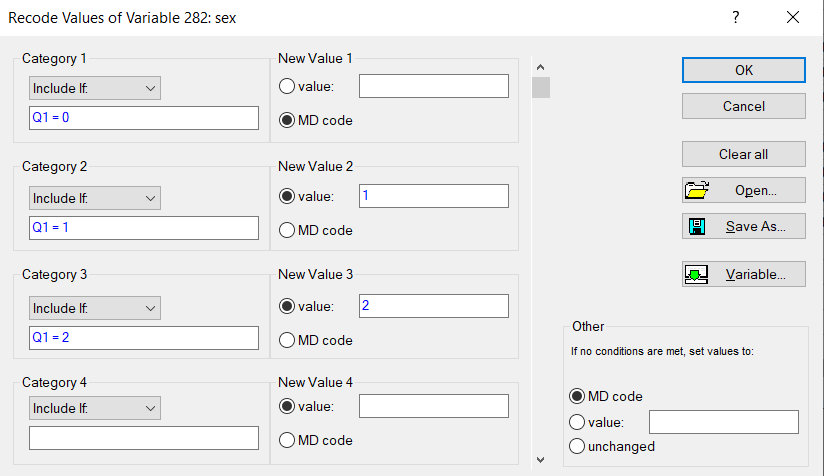 Recode Values of Variable 282: sex
?
Category 1
New Value 1
Include If:
value:
Q1 = 0
MD code
Category 2
New Value 2
Include If:
value:
1
Q1 = 1
MD code
Category 3
New Value 3
Include If:
value:
2
Q1 = 2
MD code
Category 4
New Value 4
Include If:
value:
MD code
OK
Cancel
Clear all
Open...
Save As...
Variable...
Other
If no conditions are met, set values to:
MD code
value:
unchanged